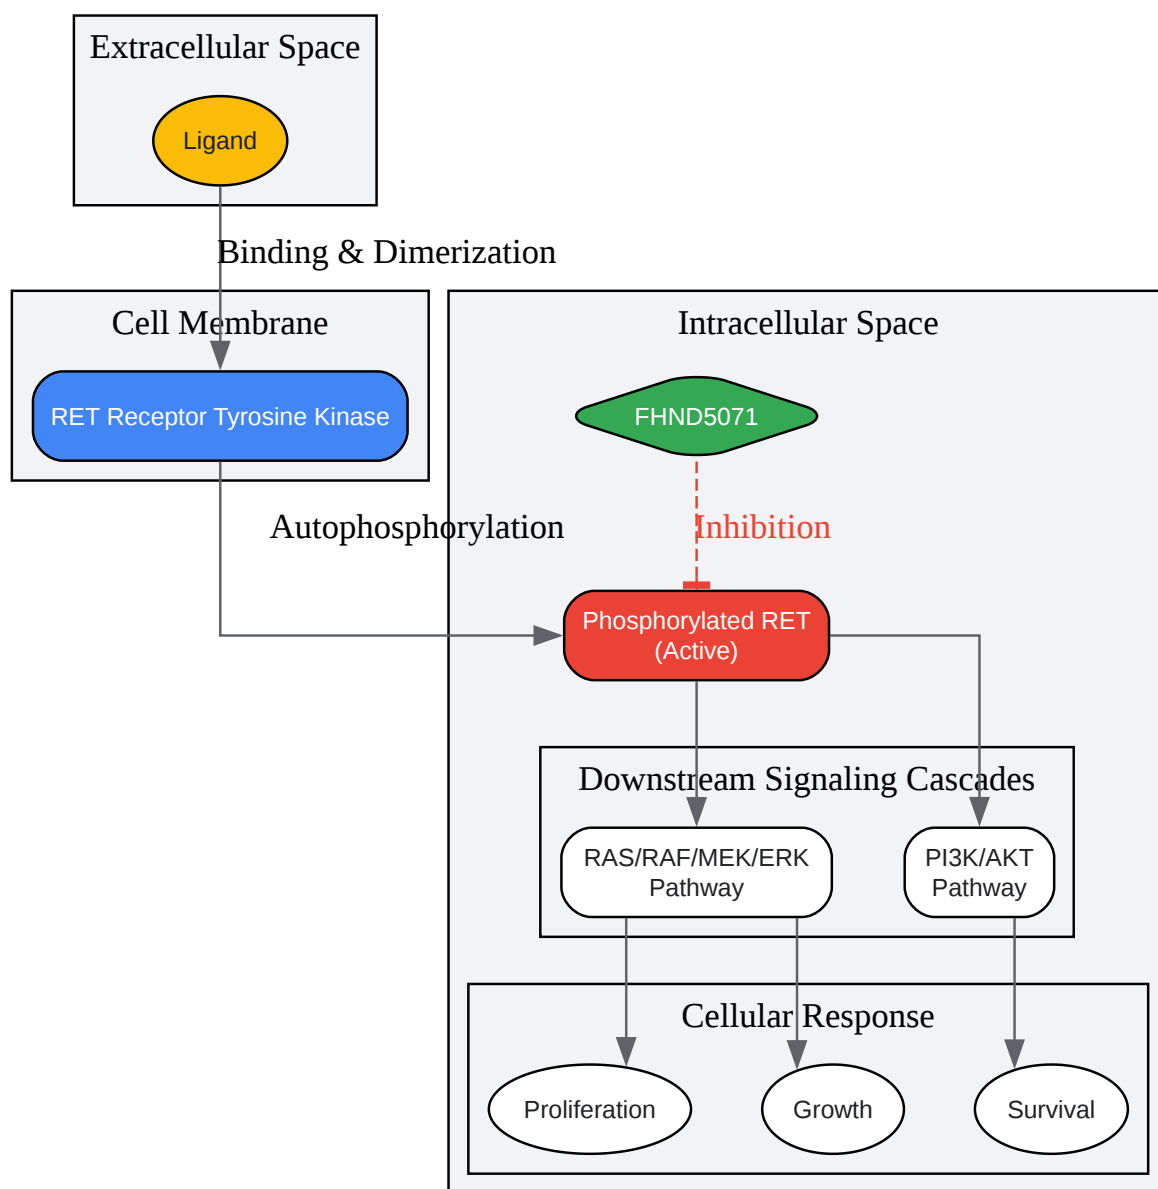 Extracellular Space
Ligand
Binding & Dimerization
Cell Membrane
RET Receptor Tyrosine Kinase
Intracellular Space
FHND5071
Autophosphorylation
Inhibition
Phosphorylated RET
(Active)
Downstream Signaling Cascades
RAS/RAF/MEK/ERK
Pathway
PI3K/AKT
Pathway
Cellular Response
Proliferation
Growth
Survival